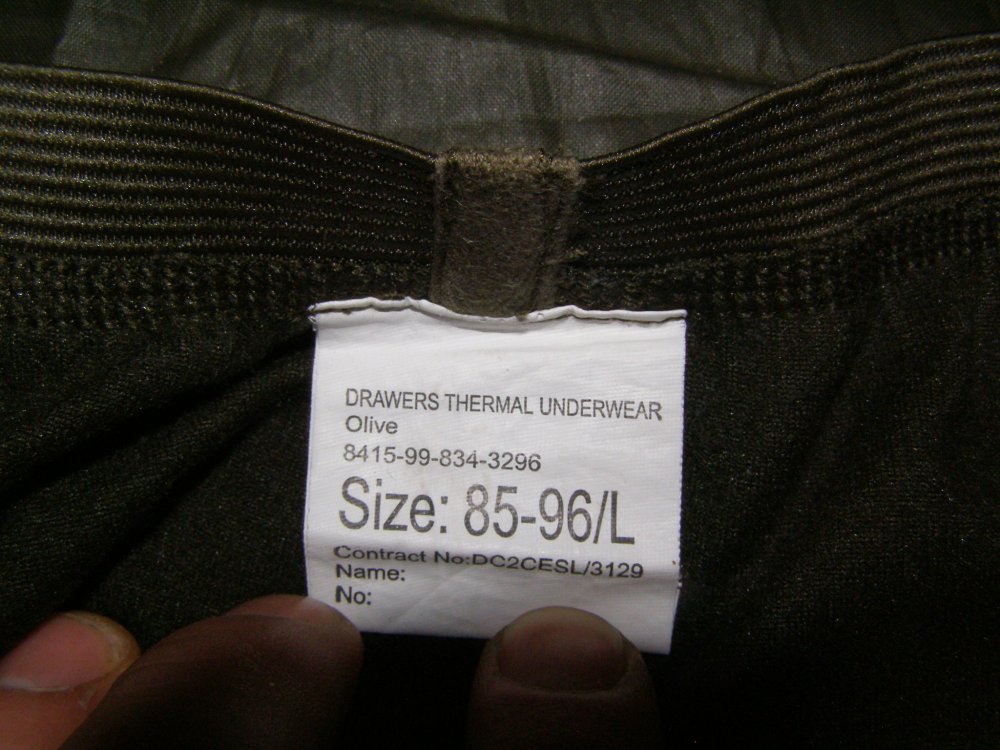 DRAWERS THERMAL UNDERWEAR
Olive
8415-99-834-3296
Size: 85-96/L
Contract No:DC2CESL/3129
Name:
No: